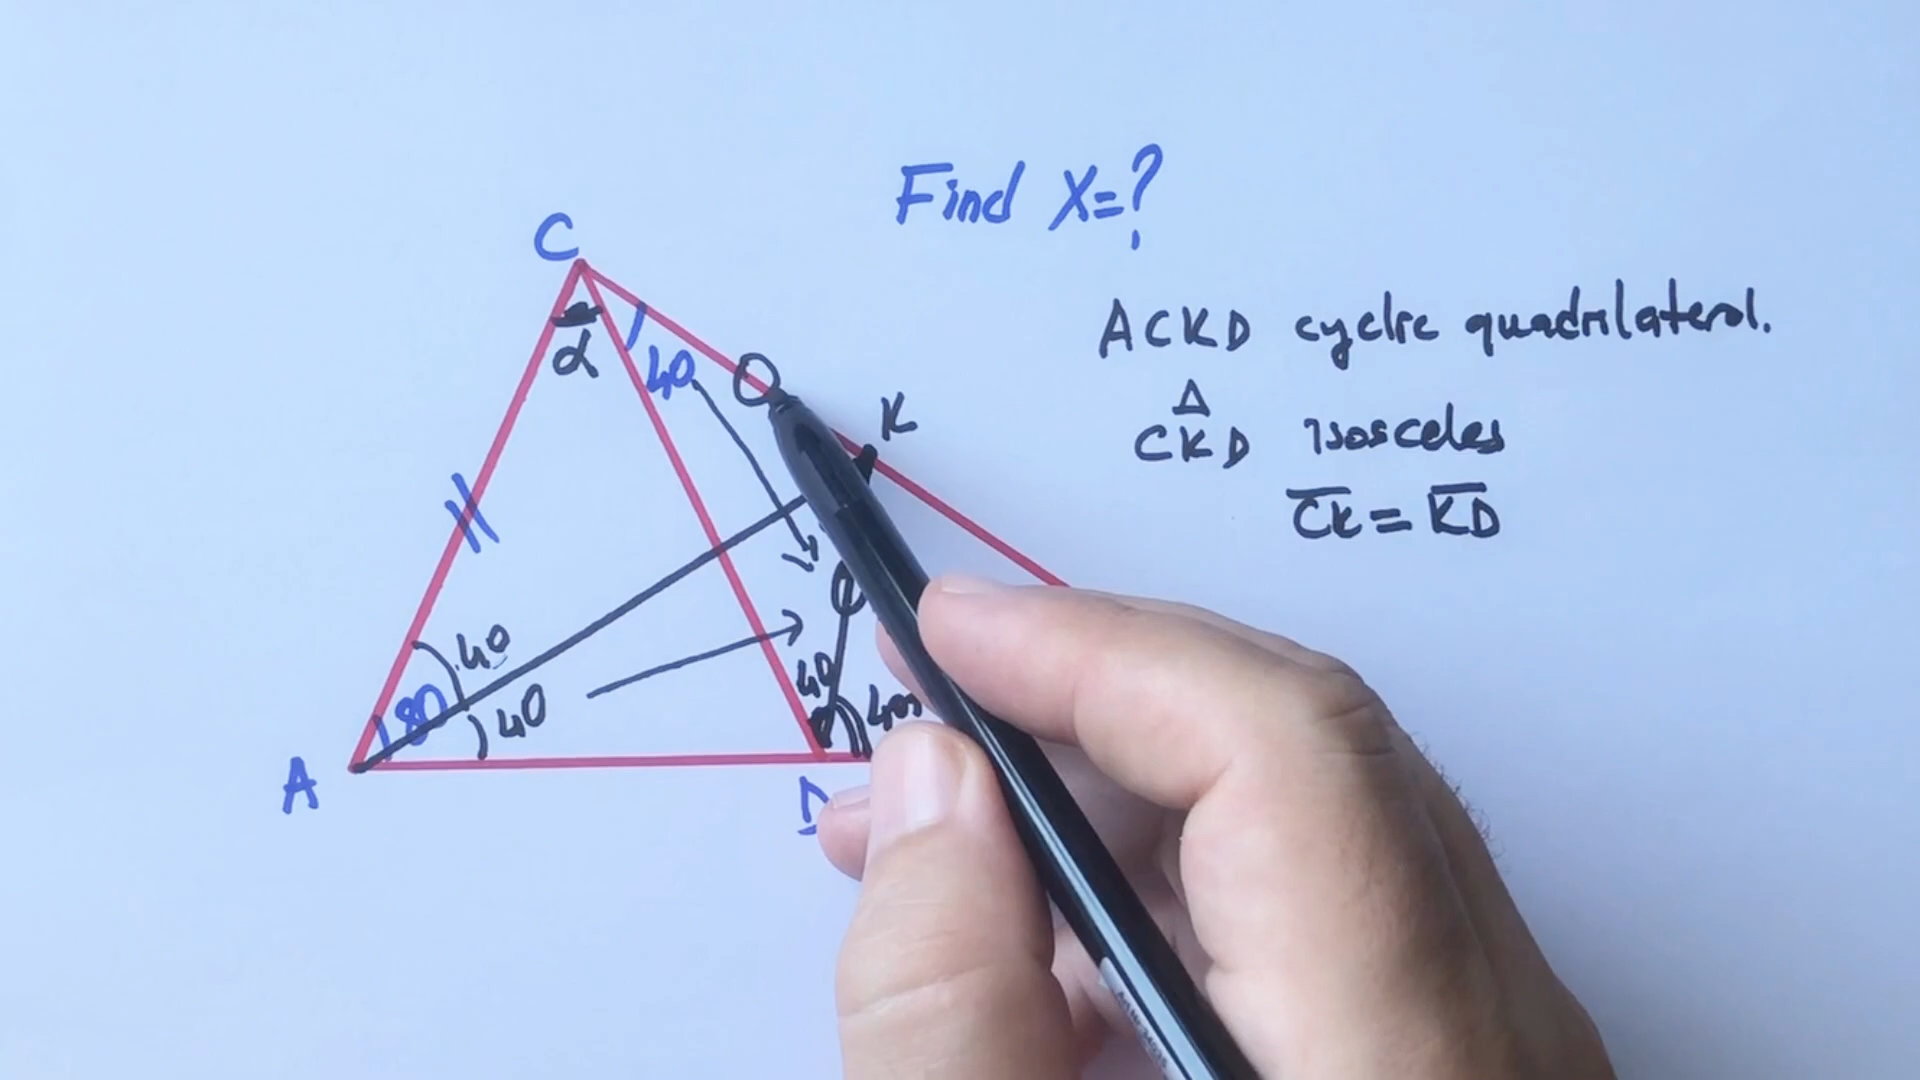 Find X=?
C
ACKD cyclic quadrilateral.
α
40
K
Δ
CKD isosceles
CK = KD
40
80
40
40
40
A
D